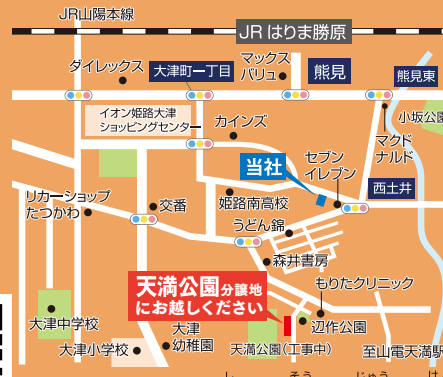 JR山陽本線
JRはりま勝原
ダイレックス
大津町一丁目
マックス
バリュ
熊見
熊見東
イオン姫路大津
ショッピングセンター
カインズ
小坂公園
マクド
ナルド
当社
セブン
イレブン
西土井
リカーショップ
たつかわ
交番
姫路南高校
うどん錦
森井書房
天満公園分譲地
にお越しください
もりたクリニック
大津中学校
大津
幼稚園
辺作公園
大津小学校
天満公園(工事中)
至山電天満駅